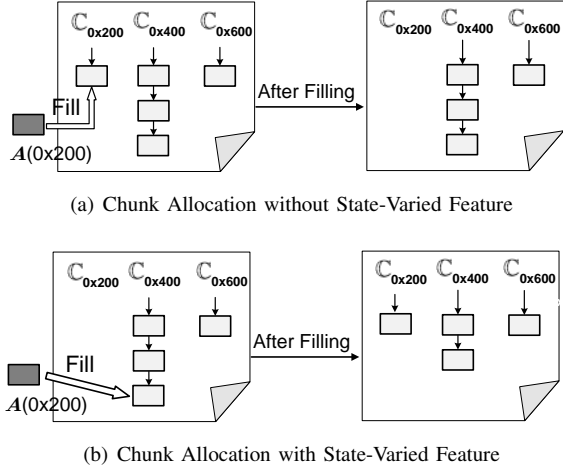 ℂ0x200 ℂ0x400 ℂ0x600 ℂ0x200 ℂ0x400 ℂ0x600
Fill After Filling
A(0x200)
(a) Chunk Allocation without State-Varied Feature
ℂ0x200 ℂ0x400 ℂ0x600 ℂ0x200 ℂ0x400 ℂ0x600
Fill After Filling
A(0x200)
(b) Chunk Allocation with State-Varied Feature